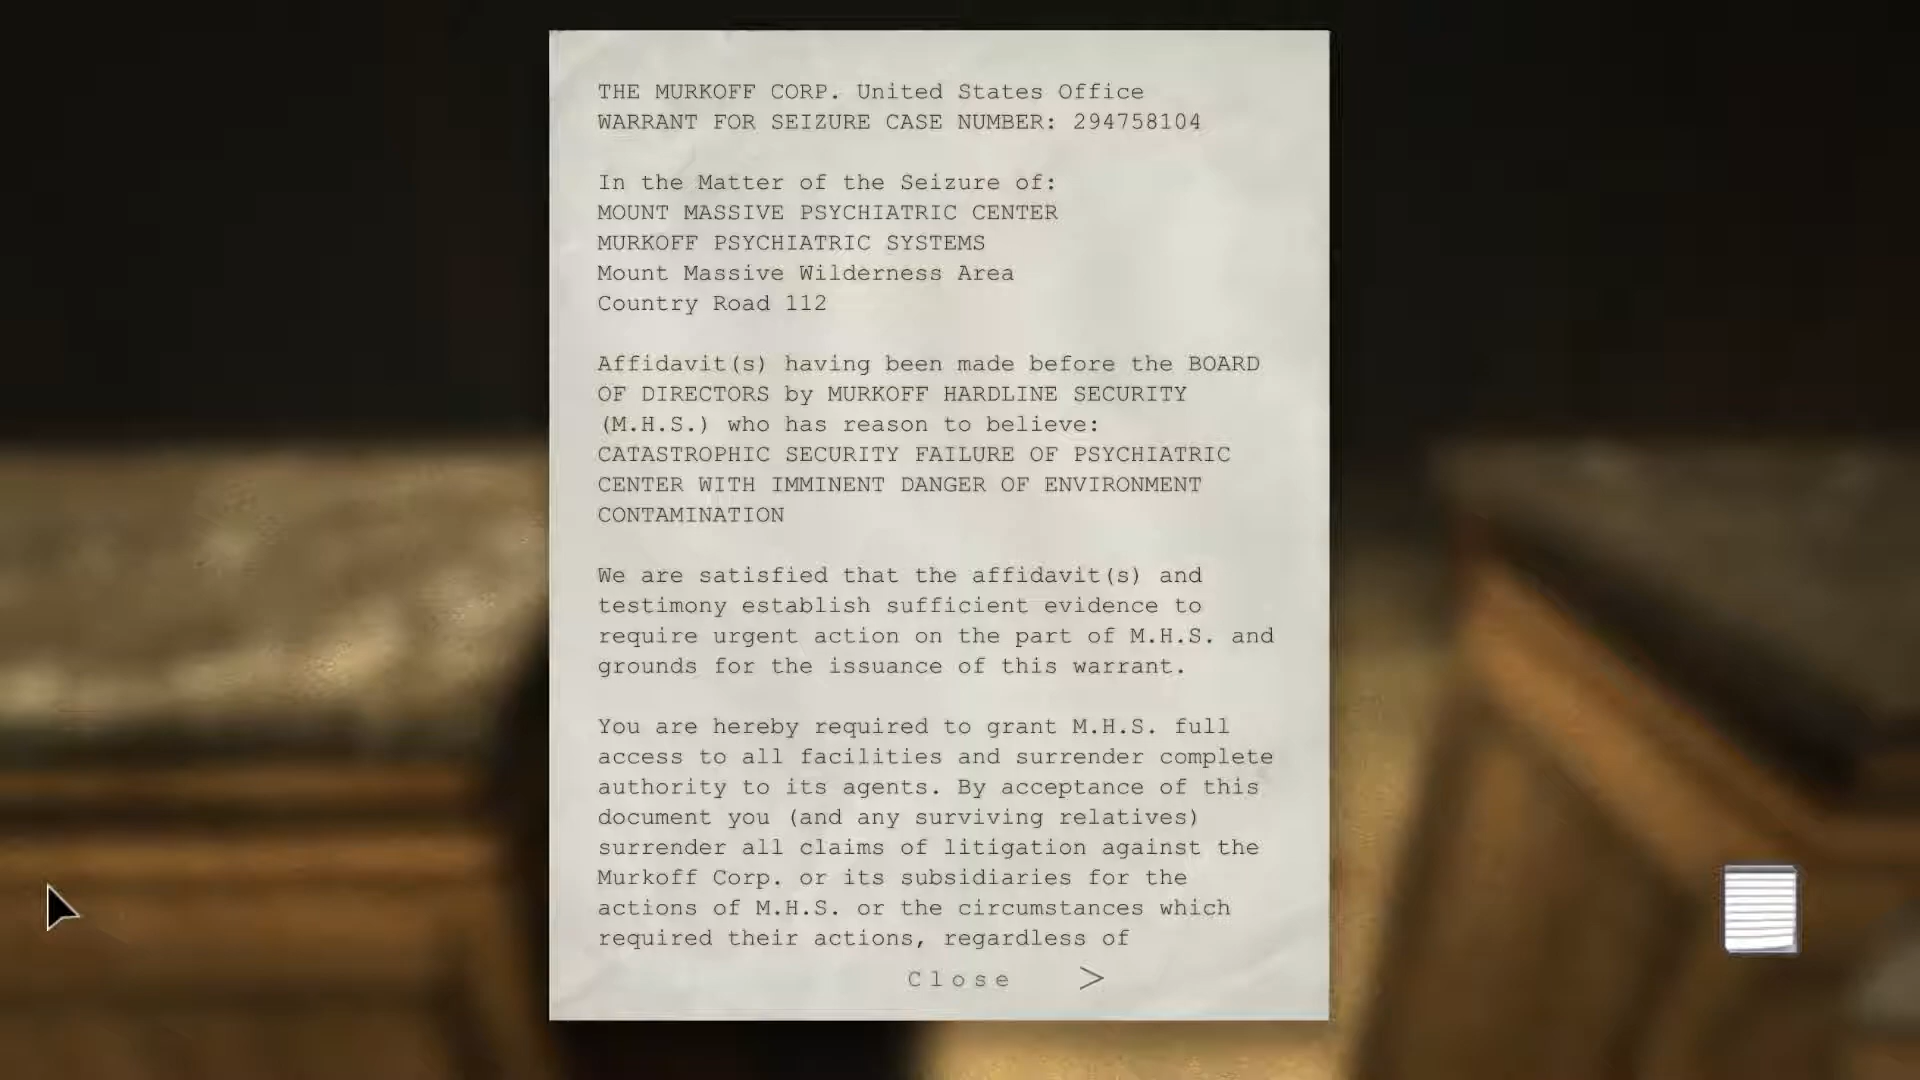 THE MURKOFF CORP. United States Office
WARRANT FOR SEIZURE CASE NUMBER: 294758104
In the Matter of the Seizure of:
MOUNT MASSIVE PSYCHIATRIC CENTER
MURKOFF PSYCHIATRIC SYSTEMS
Mount Massive Wilderness Area
Country Road 112
Affidavit(s) having been made before the BOARD
OF DIRECTORS by MURKOFF HARDLINE SECURITY
(M.H.S.) who has reason to believe:
CATASTROPHIC SECURITY FAILURE OF PSYCHIATRIC
CENTER WITH IMMINENT DANGER OF ENVIRONMENT
CONTAMINATION
We are satisfied that the affidavit(s) and
testimony establish sufficient evidence to
require urgent action on the part of M.H.S. and
grounds for the issuance of this warrant.
You are hereby required to grant M.H.S. full
access to all facilities and surrender complete
authority to its agents. By acceptance of this
document you (and any surviving relatives)
surrender all claims of litigation against the
Murkoff Corp. or its subsidiaries for the
actions of M.H.S. or the circumstances which
required their actions, regardless of
Close >